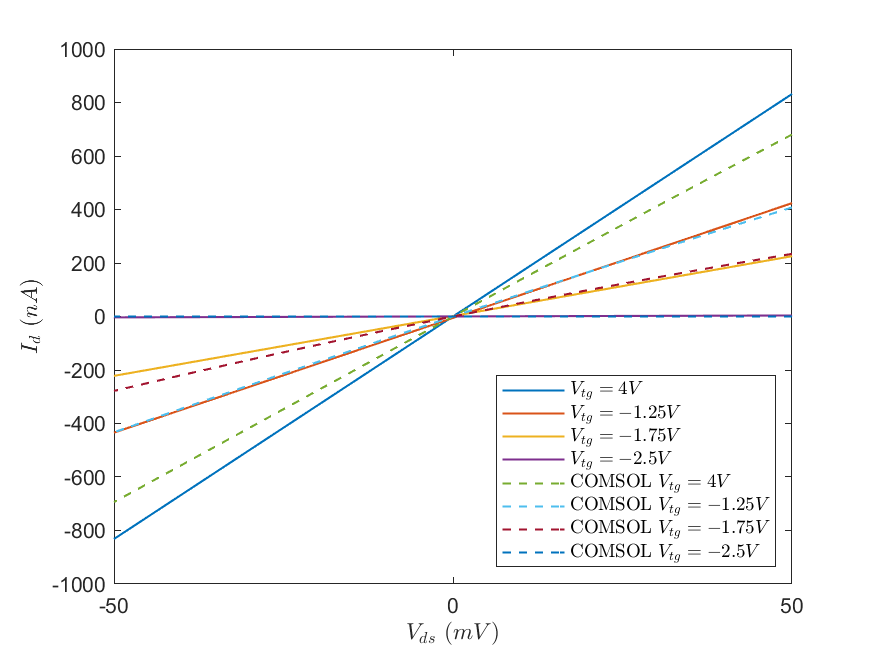 1000
800
600
400
200
0
-200
-400
-600
-800
-1000
I_d (nA)
-50
0
50
V_ds (mV)
V_tg = 4V
V_tg = −1.25V
V_tg = −1.75V
V_tg = −2.5V
COMSOL V_tg = 4V
COMSOL V_tg = −1.25V
COMSOL V_tg = −1.75V
COMSOL V_tg = −2.5V